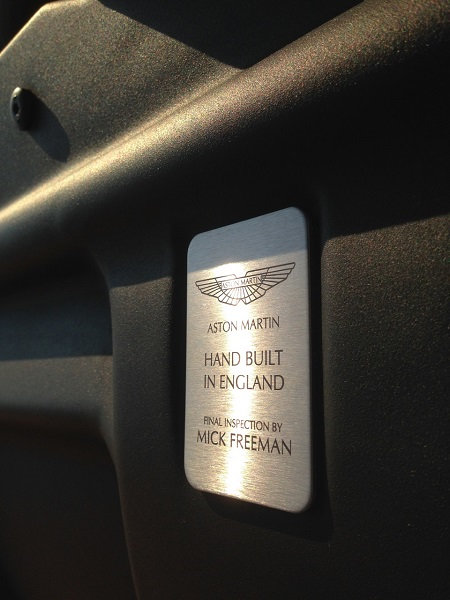 ASTON MARTIN
ASTON MARTIN
HAND BUILT
IN ENGLAND
FINAL INSPECTION BY
MICK FREEMAN